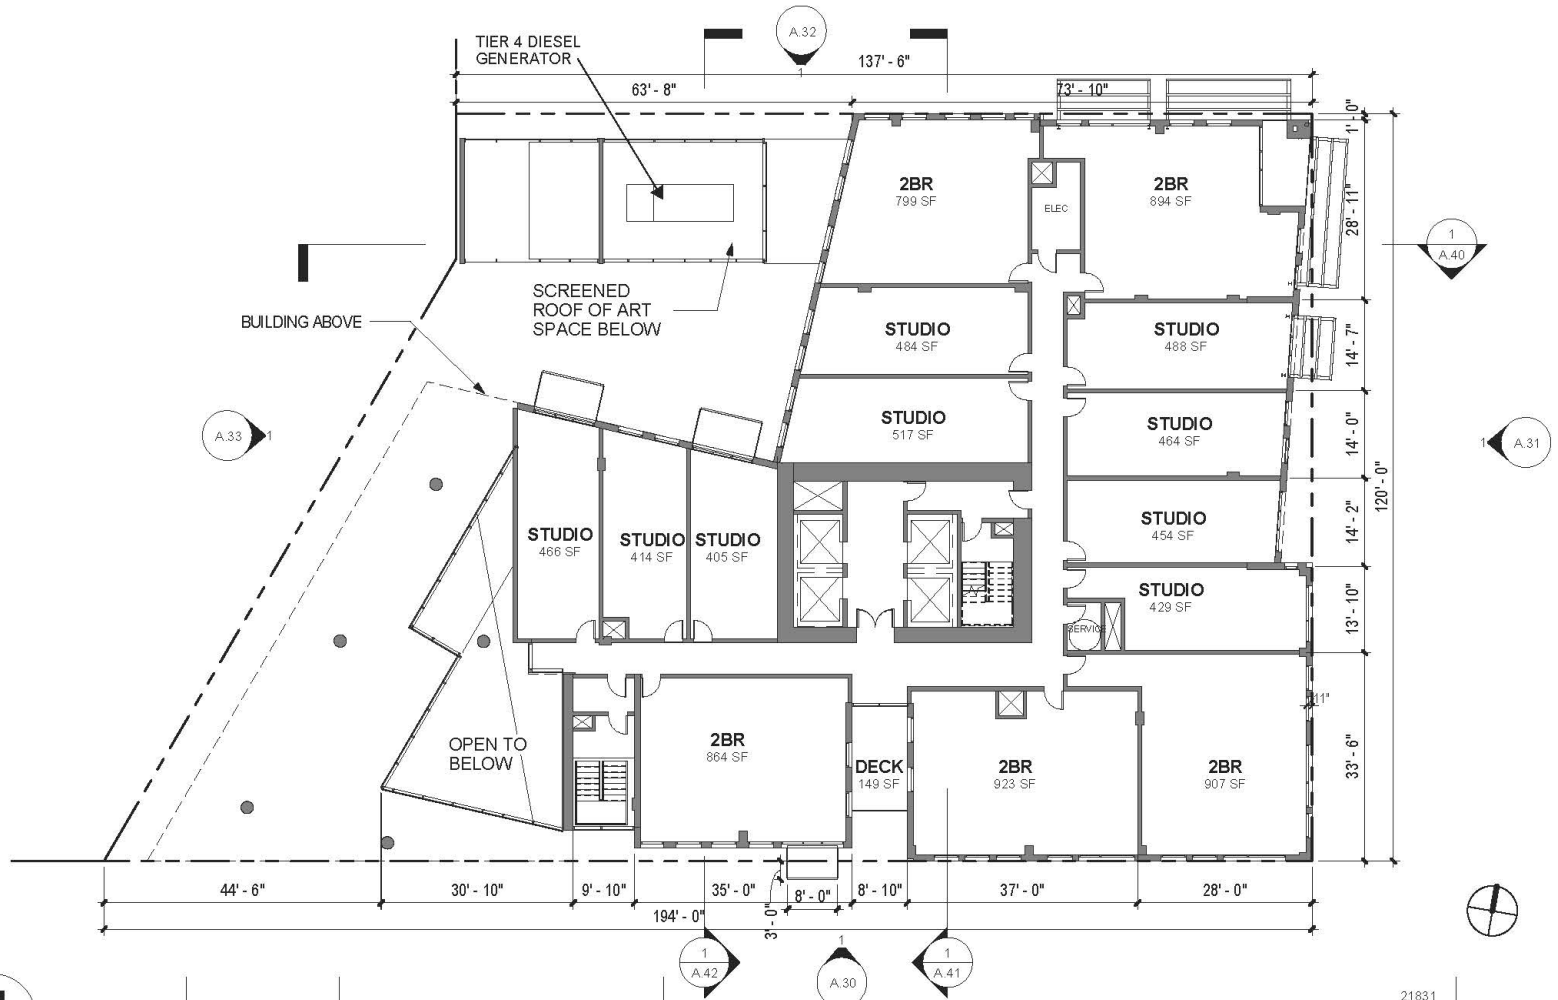 A.32
1
TIER 4 DIESEL
GENERATOR
137' - 6"
63' - 8"
73' - 10"
1' - 0"
2BR
799 SF
2BR
894 SF
ELEC
28' - 11"
1
A.40
SCREENED
ROOF OF ART
SPACE BELOW
BUILDING ABOVE
STUDIO
484 SF
STUDIO
488 SF
14' - 7"
STUDIO
517 SF
STUDIO
464 SF
14' - 0"
A.33
1
1
A.31
120' - 0"
STUDIO
466 SF
STUDIO
414 SF
STUDIO
405 SF
STUDIO
454 SF
14' - 2"
STUDIO
429 SF
13' - 10"
SERVICE
OPEN TO
BELOW
2BR
864 SF
DECK
149 SF
2BR
923 SF
2BR
907 SF
11"
33' - 6"
44' - 6"
30' - 10"
9' - 10"
35' - 0"
8' - 0"
8' - 10"
37' - 0"
28' - 0"
3' - 0"
194' - 0"
1
A.42
1
A.30
1
A.41
21831